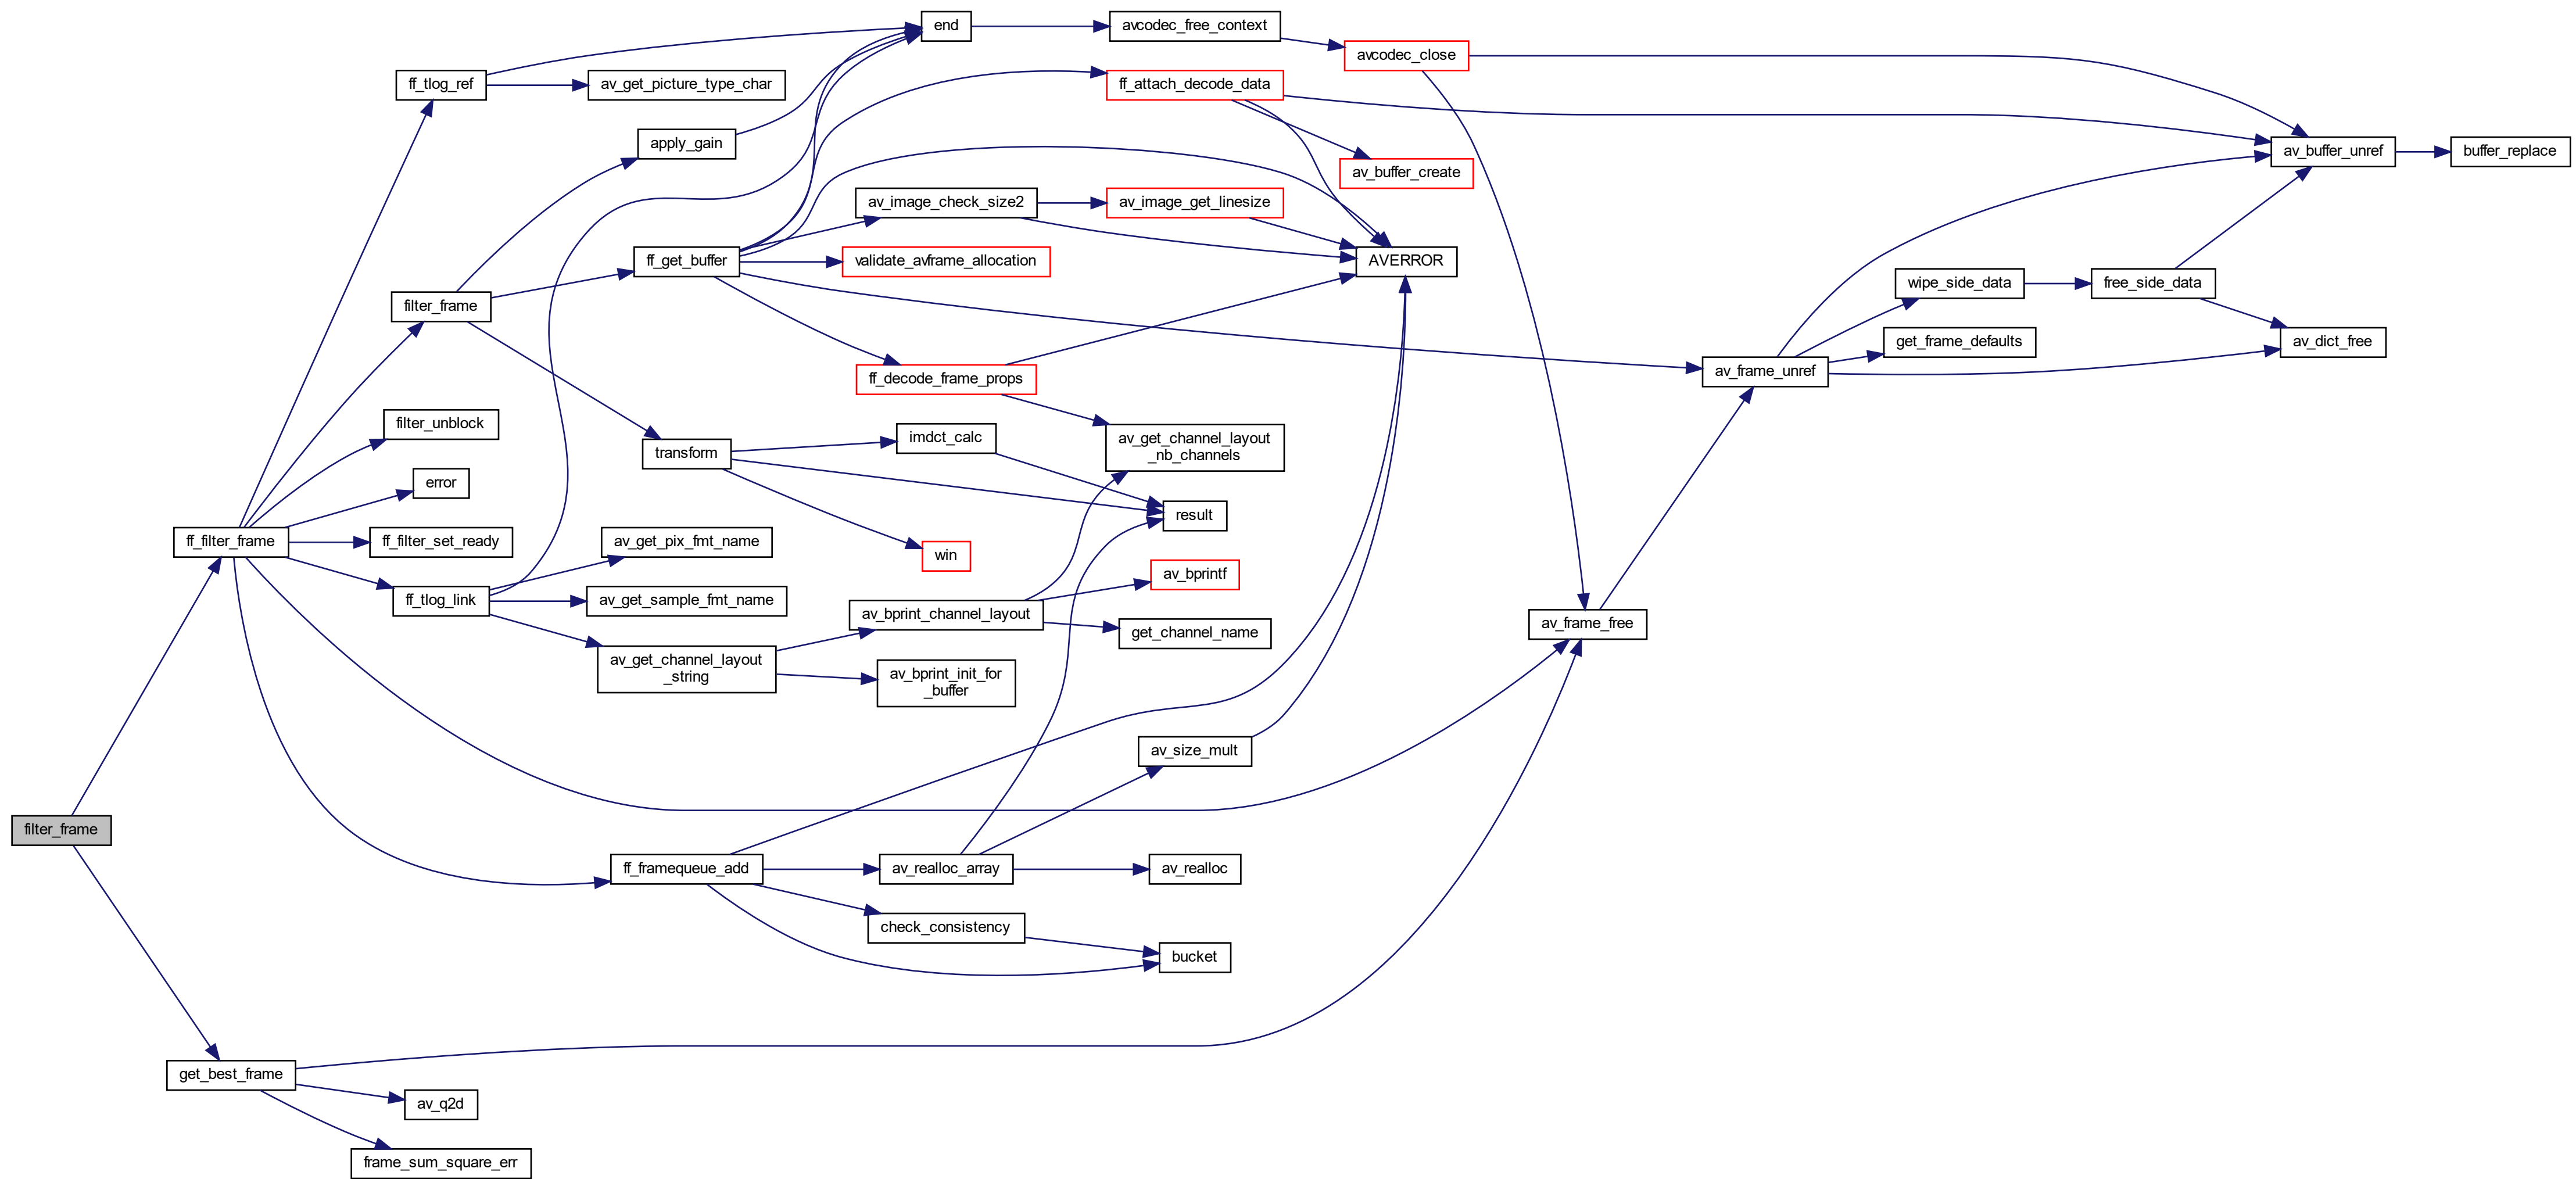 end
avcodec_free_context
avcodec_close
ff_tlog_ref
av_get_picture_type_char
ff_attach_decode_data
apply_gain
av_buffer_unref
buffer_replace
av_buffer_create
av_image_check_size2
av_image_get_linesize
ff_get_buffer
validate_avframe_allocation
AVERROR
wipe_side_data
free_side_data
filter_frame
get_frame_defaults
av_dict_free
ff_decode_frame_props
av_frame_unref
filter_unblock
imdct_calc
av_get_channel_layout
_nb_channels
transform
error
result
ff_filter_frame
ff_filter_set_ready
av_get_pix_fmt_name
win
av_bprintf
ff_tlog_link
av_get_sample_fmt_name
av_bprint_channel_layout
get_channel_name
av_frame_free
av_get_channel_layout
_string
av_bprint_init_for
_buffer
av_size_mult
filter_frame
ff_framequeue_add
av_realloc_array
av_realloc
check_consistency
bucket
get_best_frame
av_q2d
frame_sum_square_err